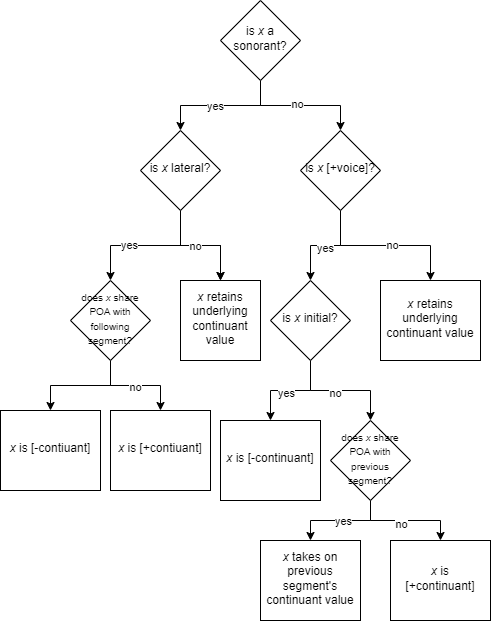 is x a
sonorant?
yes
no
is x lateral?
is x [+voice]?
yes
no
yes
no
does x share
POA with
following
segment?
x retains
underlying
continuant
value
is x initial?
x retains
underlying
continuant value
no
yes
no
x is [-contiuant]
x is [+contiuant]
x is [-continuant]
does x share
POA with
previous
segment?
yes
no
x takes on
previous
segment's
continuant value
x is
[+continuant]